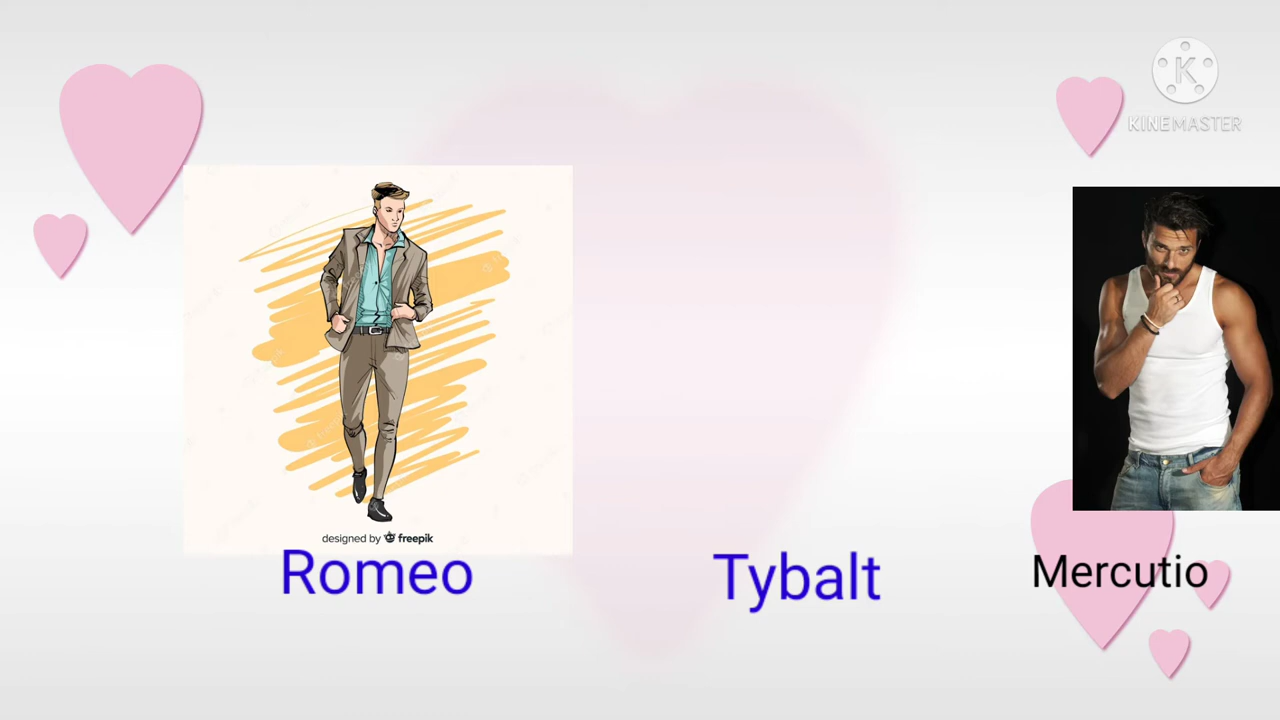 KINEMASTER
designed by freepik
Romeo
Tybalt
Mercutio